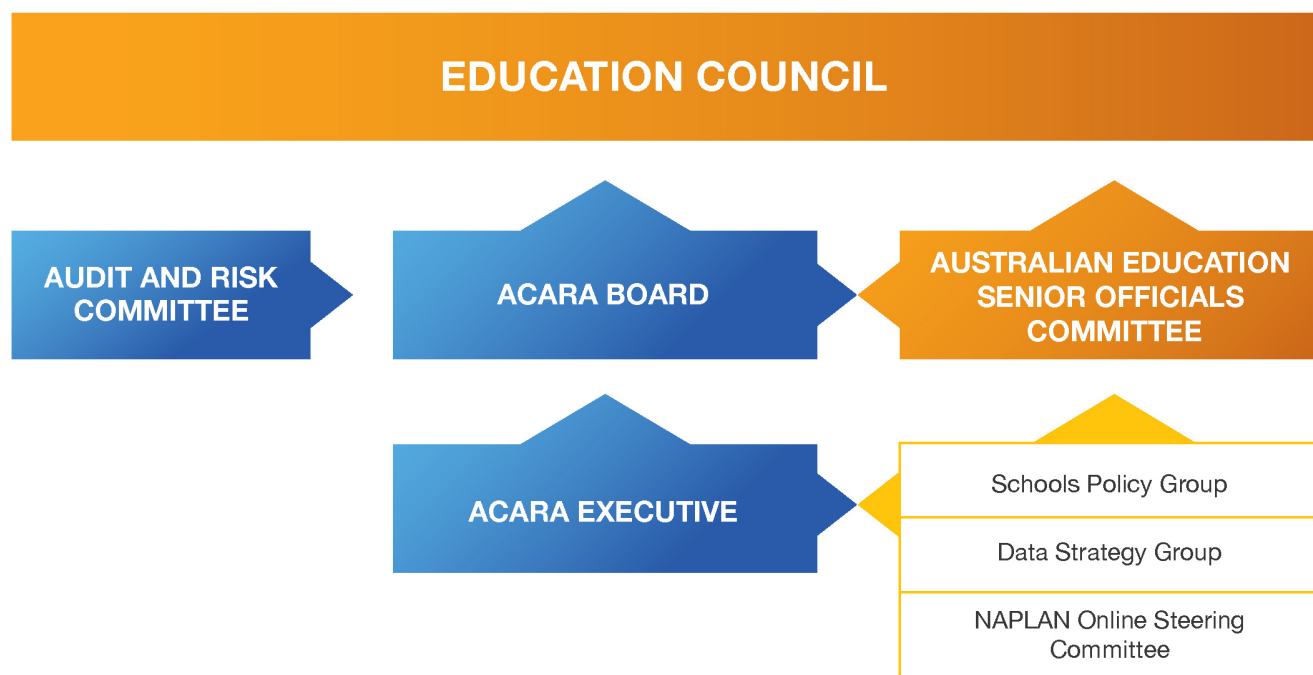 EDUCATION COUNCIL
AUDIT AND RISK
COMMITTEE
ACARA BOARD
AUSTRALIAN EDUCATION
SENIOR OFFICIALS
COMMITTEE
ACARA EXECUTIVE
Schools Policy Group
Data Strategy Group
NAPLAN Online Steering
Committee